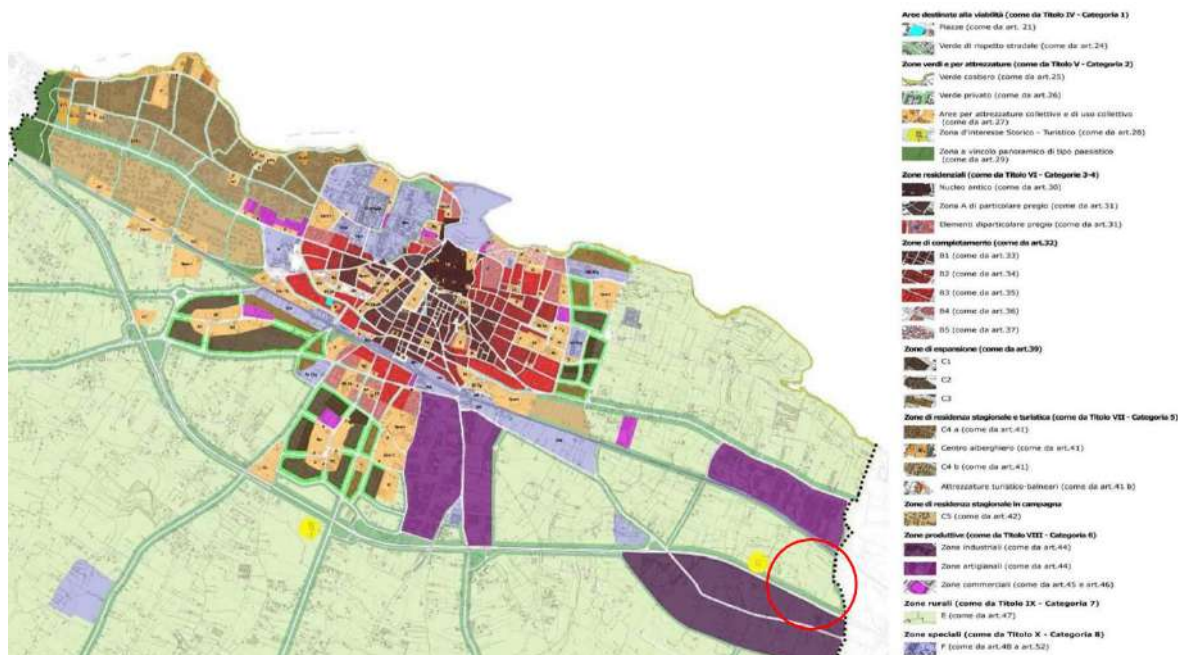 Aree destinate alla viabilità (come da Titolo IV - Categoria 1)
Piazze (come da art. 21)
Verde di rispetto stradale (come da art.24)
Zone verdi e per attrezzature (come da Titolo V - Categoria 2)
Verde costiero (come da art.25)
Verde privato (come da art.26)
Aree per attrezzature collettive e di uso collettivo
(come da art.27)
Zona d'interesse Storico - Turistico (come da art.28)
Zona a vincolo panoramico di tipo paesistico
(come da art.29)
Zone residenziali (come da Titolo VI - Categorie 3-4)
Nucleo antico (come da art.30)
Zona A di particolare pregio (come da art.31)
Elementi diparticolare pregio (come da art.31)
Zone di completamento (come da art.32)
B1 (come da art.33)
B2 (come da art.34)
B3 (come da art.35)
B4 (come da art.36)
B5 (come da art.37)
Zone di espansione (come da art.39)
C1
C2
C3
Zone di residenza stagionale e turistica (come da Titolo VII - Categoria 5)
C4 a (come da art.41)
Centro alberghiero (come da art.41)
C4 b (come da art.41)
Attrezzature turistico-balneari (come da art.41 b)
Zone di residenza stagionale in campagna
C5 (come da art.42)
Zone produttive (come da Titolo VIII - Categoria 6)
Zone industriali (come da art.44)
Zone artigianali (come da art.44)
Zone commerciali (come da art.45 e art.46)
Zone rurali (come da Titolo IX - Categoria 7)
E (come da art.47)
Zone speciali (come da Titolo X - Categoria 8)
F (come da art.48 a art.52)